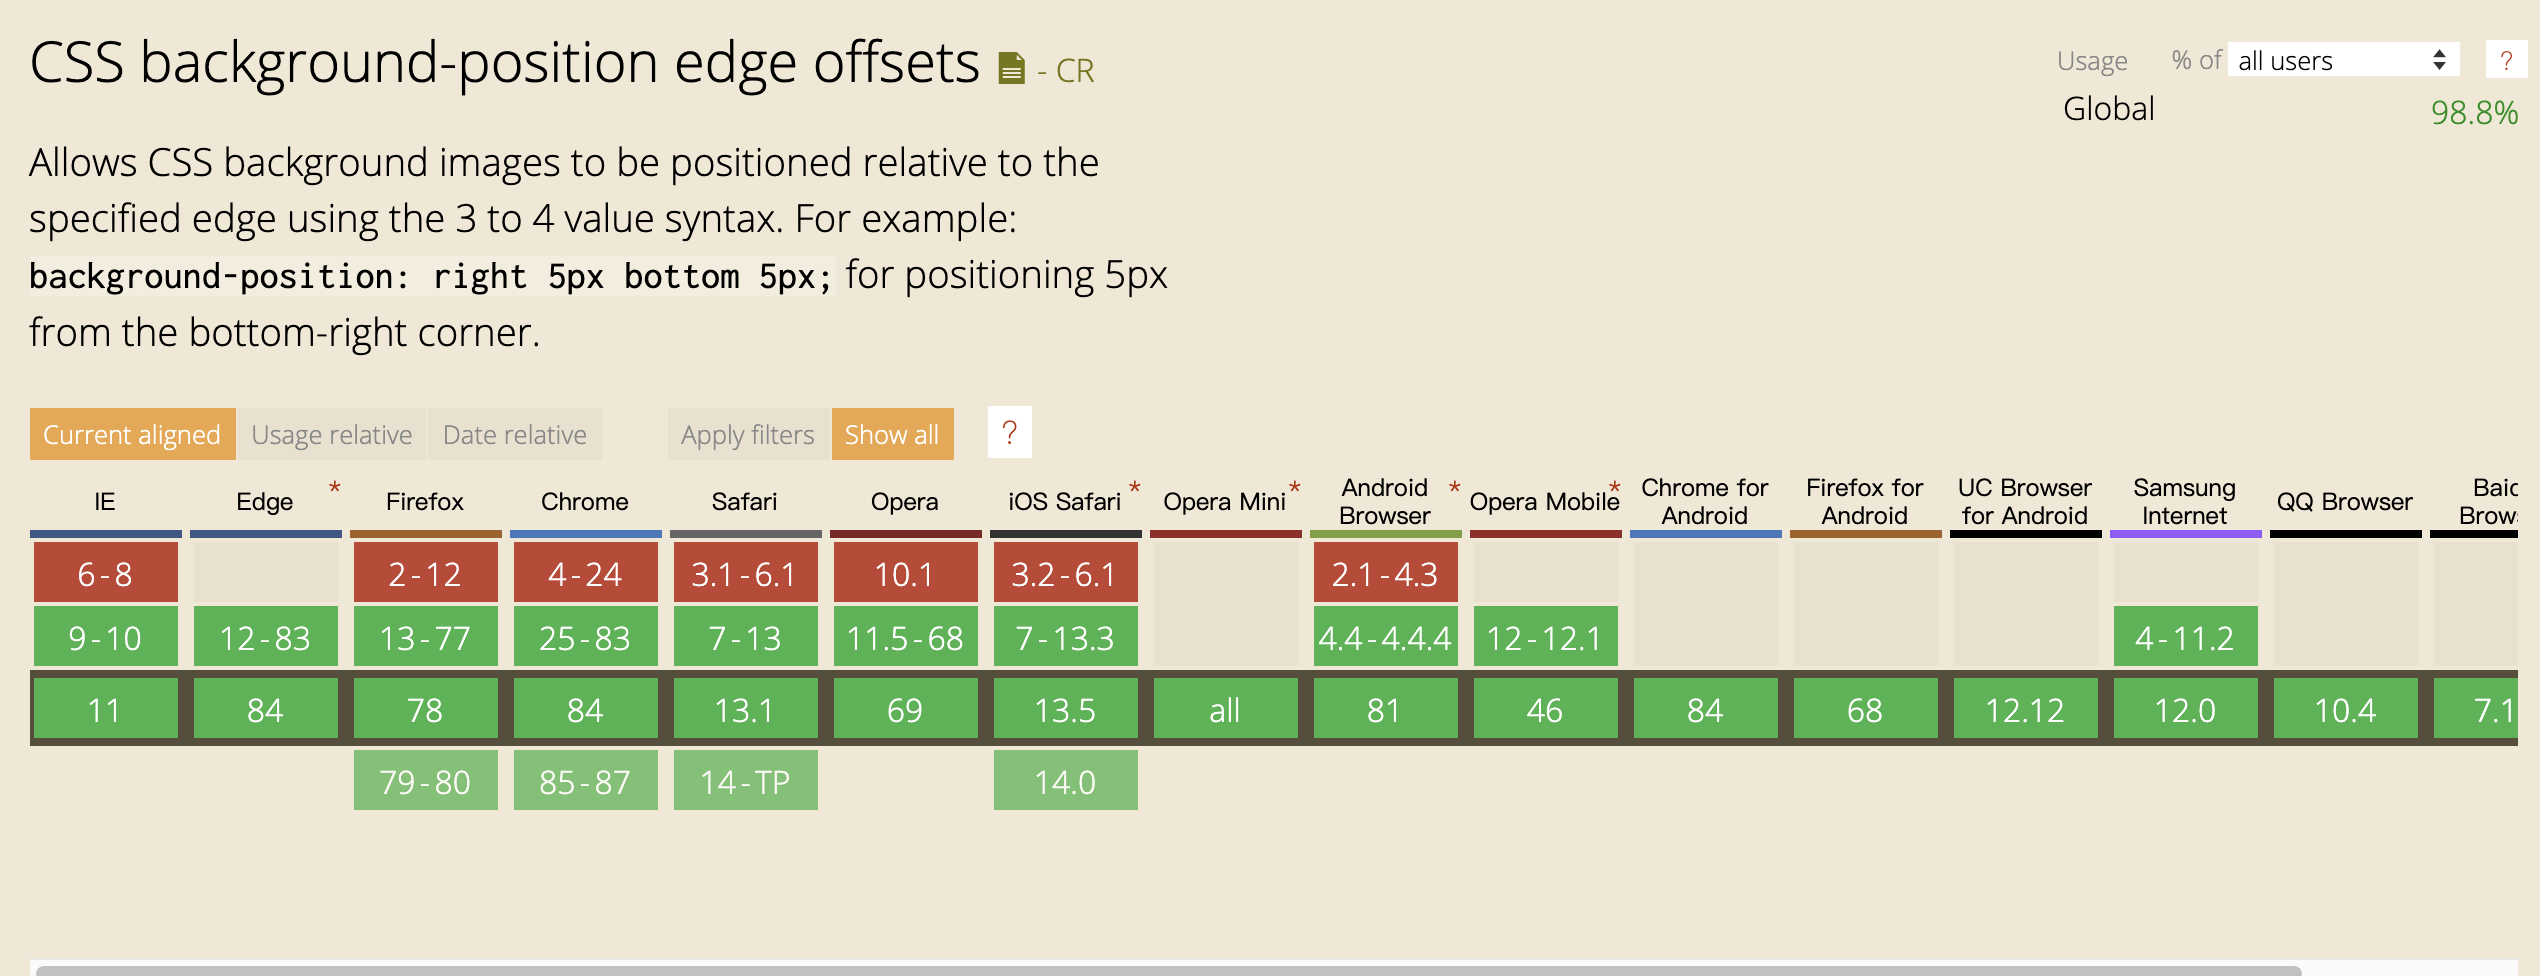 CSS background-position edge offsets - CR
Usage % of all users ?
Global 98.8%
Allows CSS background images to be positioned relative to the
specified edge using the 3 to 4 value syntax. For example:
background-position: right 5px bottom 5px; for positioning 5px
from the bottom-right corner.
Current aligned Usage relative Date relative Apply filters Show all ?
IE Edge * Firefox Chrome Safari Opera iOS Safari * Opera Mini * Android Browser * Opera Mobile * Chrome for Android Firefox for Android UC Browser for Android Samsung Internet QQ Browser
6-8 2-12 4-24 3.1-6.1 10.1 3.2-6.1 2.1-4.3
9-10 12-83 13-77 25-83 7-13 11.5-68 7-13.3 4.4-4.4.4 12-12.1 4-11.2
11 84 78 84 13.1 69 13.5 all 81 46 84 68 12.12 12.0 10.4 7.1
79-80 85-87 14-TP 14.0